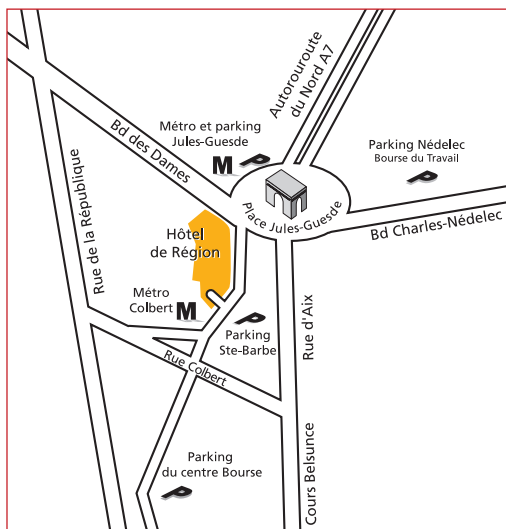 Autorouroute
du Nord A7
Métro et parking
Jules-Guesde
M P
Bd des Dames
Parking Nédelec
Bourse du Travail
P
Place Jules-Guesde
Bd Charles-Nédelec
Rue de la République
Hôtel
de Région
Métro
Colbert
M
P
Parking
Ste-Barbe
Rue d'Aix
Rue Colbert
Parking
du centre Bourse
P
Cours Belsunce